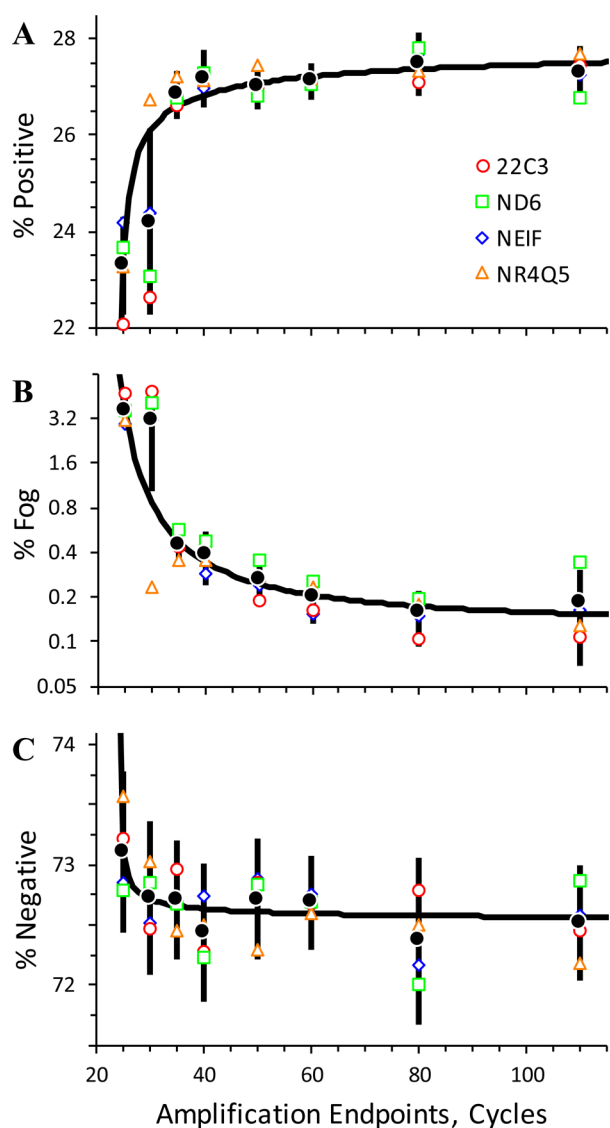 A
28
26
24
22
% Positive
22C3
ND6
NEIF
NR4Q5
B
3.2
1.6
0.8
0.4
0.2
0.1
0.05
% Fog
C
74
73
72
% Negative
20 40 60 80 100
Amplification Endpoints, Cycles